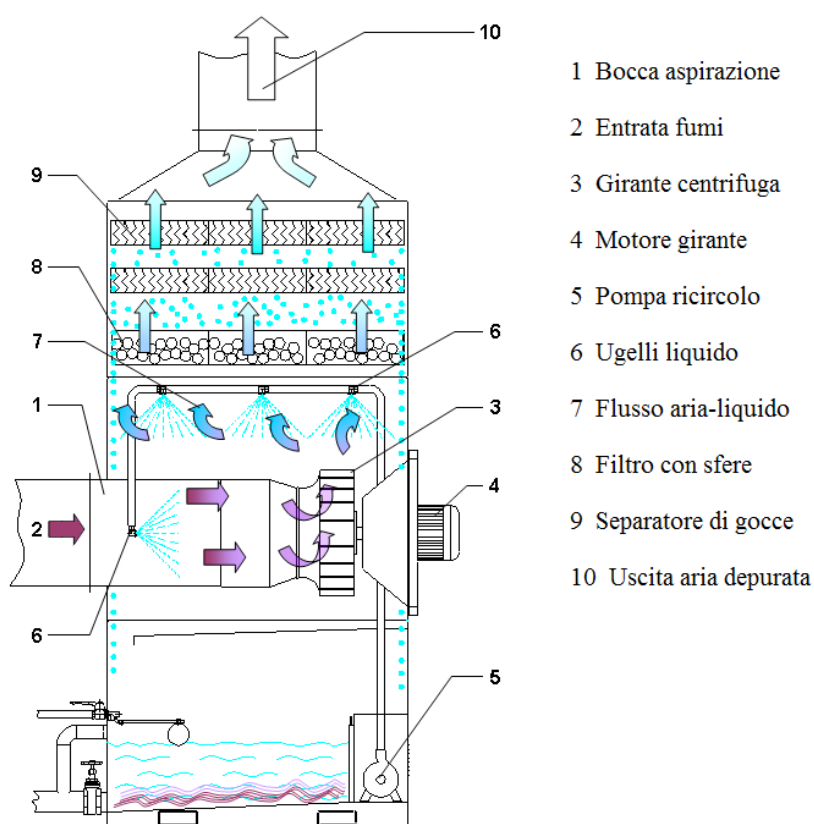 10
9
8
7
6
1
3
4
2
6
5
1 Bocca aspirazione
2 Entrata fumi
3 Girante centrifuga
4 Motore girante
5 Pompa ricircolo
6 Ugelli liquido
7 Flusso aria-liquido
8 Filtro con sfere
9 Separatore di gocce
10 Uscita aria depurata